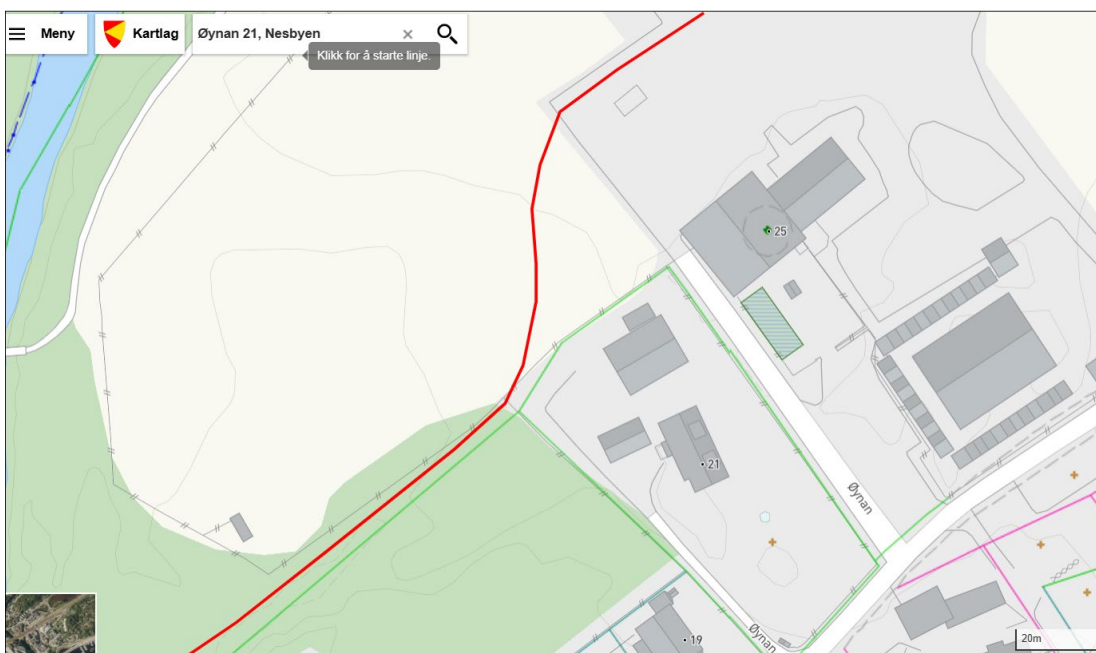 Meny
Kartlag
Øynan 21, Nesbyen
Klikk for å starte linje.
25
21
Øynan
19
Øynan
20m